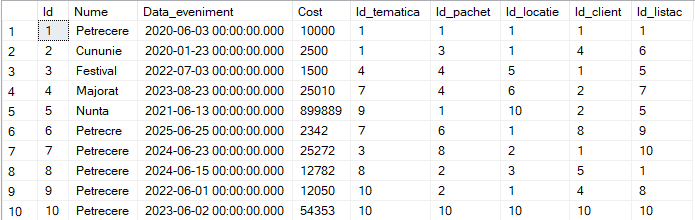 Id Nume Data_eveniment Cost Id_tematica Id_pachet Id_locatie Id_client Id_listac
1 1 Petrecere 2020-06-03 00:00:00.000 10000 1 1 1 1 1
2 2 Cununie 2020-01-23 00:00:00.000 2500 1 3 1 4 6
3 3 Festival 2022-07-03 00:00:00.000 1500 4 4 5 1 5
4 4 Majorat 2023-08-23 00:00:00.000 25010 7 4 6 2 7
5 5 Nunta 2021-06-13 00:00:00.000 899889 9 1 10 2 5
6 6 Petrecre 2025-06-25 00:00:00.000 2342 7 6 1 8 9
7 7 Petrecere 2024-06-23 00:00:00.000 25272 3 8 2 1 10
8 8 Petrecere 2024-06-15 00:00:00.000 12782 8 2 3 5 1
9 9 Petrecere 2022-06-01 00:00:00.000 12050 10 2 1 4 8
10 10 Petrecere 2023-06-02 00:00:00.000 54353 10 10 10 10 10